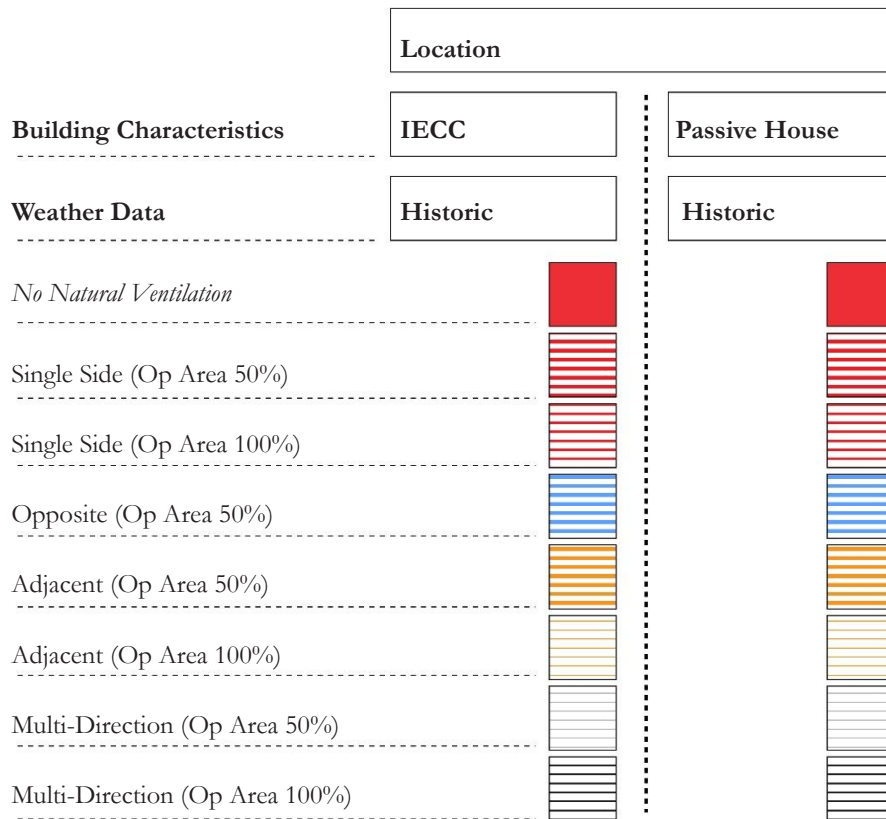 Location
Building Characteristics IECC Passive House
Weather Data Historic Historic
No Natural Ventilation
Single Side (Op Area 50%)
Single Side (Op Area 100%)
Opposite (Op Area 50%)
Adjacent (Op Area 50%)
Adjacent (Op Area 100%)
Multi-Direction (Op Area 50%)
Multi-Direction (Op Area 100%)